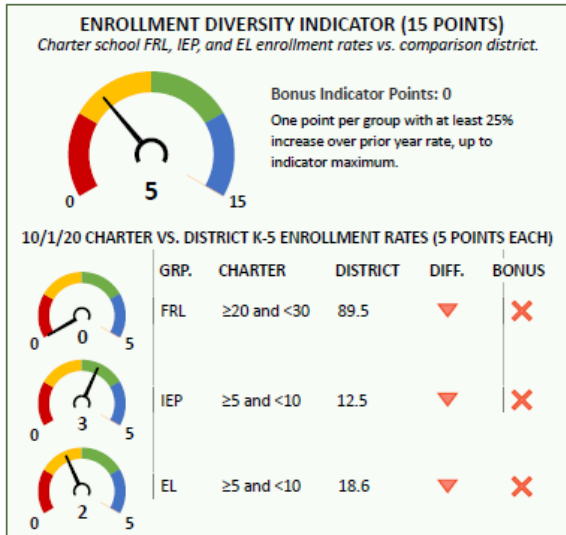 ENROLLMENT DIVERSITY INDICATOR (15 POINTS)
Charter school FRL, IEP, and EL enrollment rates vs. comparison district.
Bonus Indicator Points: 0
One point per group with at least 25%
increase over prior year rate, up to
indicator maximum.
0 5 15
10/1/20 CHARTER VS. DISTRICT K-5 ENROLLMENT RATES (5 POINTS EACH)
GRP. CHARTER DISTRICT DIFF. BONUS
FRL ≥20 and <30 89.5
0 0 5
IEP ≥5 and <10 12.5
0 3 5
EL ≥5 and <10 18.6
0 2 5